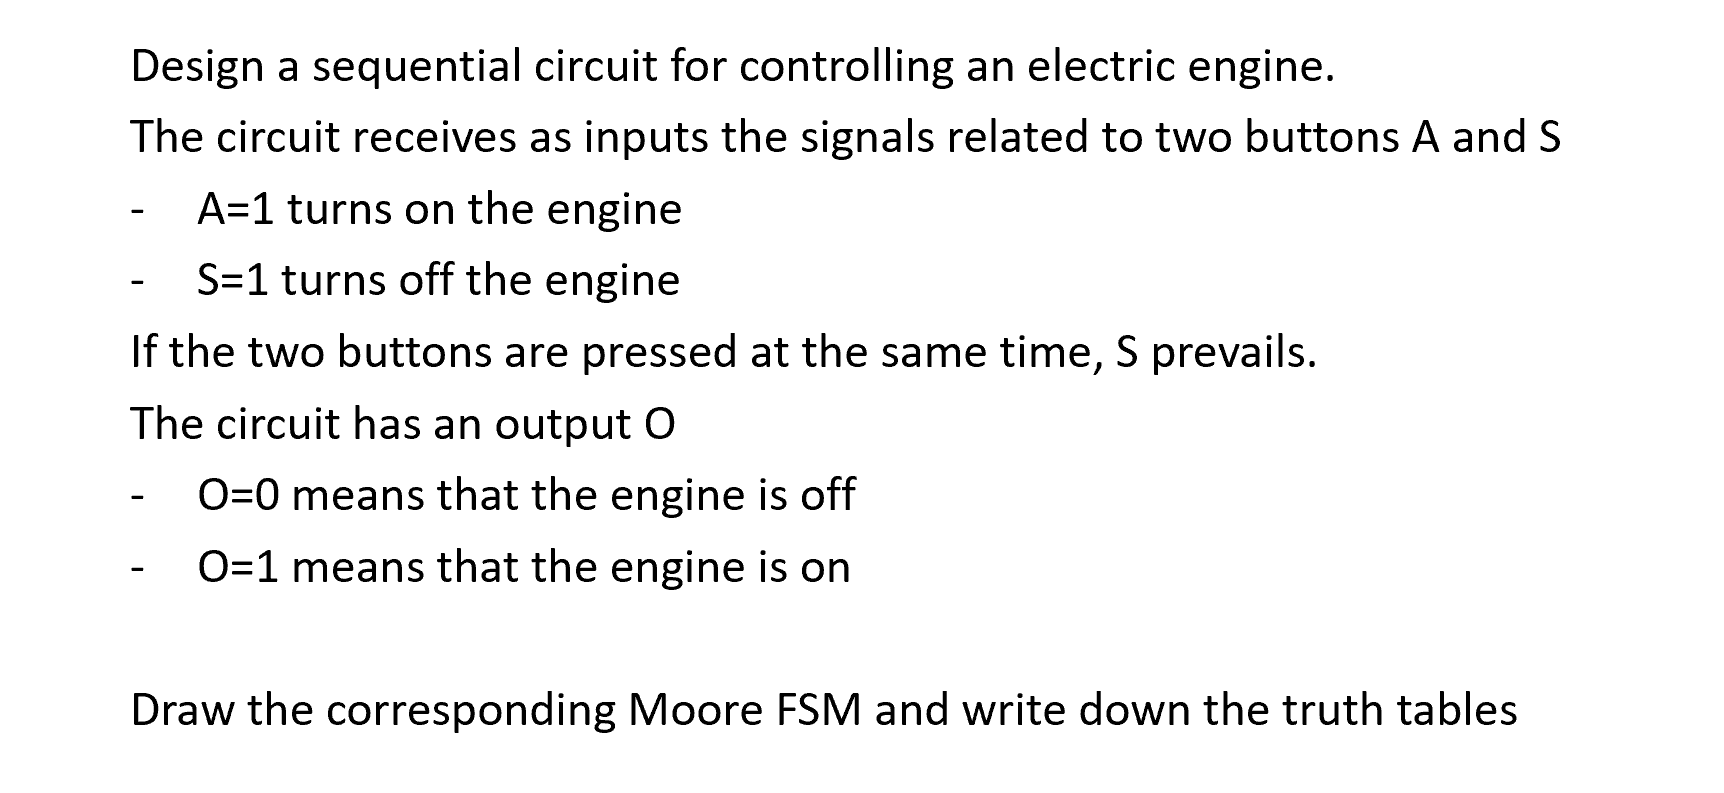 Design a sequential circuit for controlling an electric engine.
The circuit receives as inputs the signals related to two buttons A and S
- A=1 turns on the engine
- S=1 turns off the engine
If the two buttons are pressed at the same time, S prevails.
The circuit has an output O
- O=0 means that the engine is off
- O=1 means that the engine is on
Draw the corresponding Moore FSM and write down the truth tables